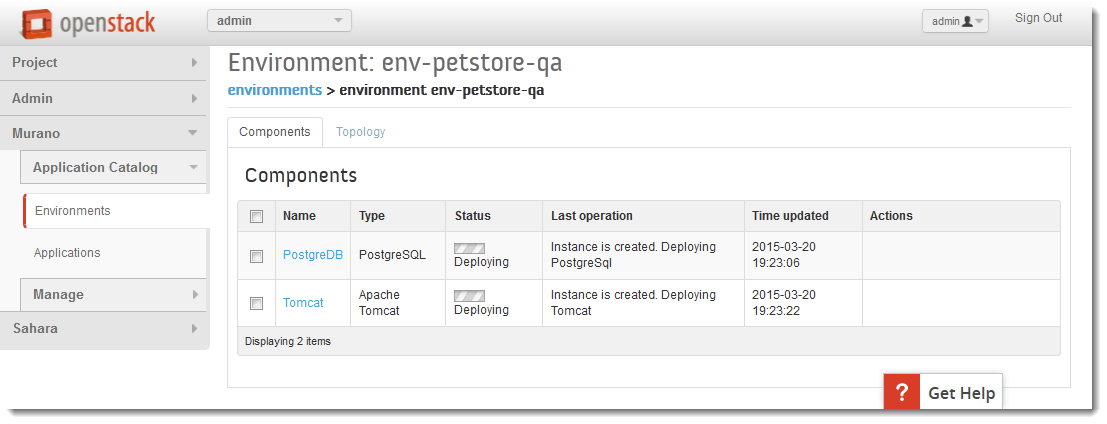 openstack
admin
admin
Sign Out
Project
Admin
Murano
Application Catalog
Environments
Applications
Manage
Sahara
Environment: env-petstore-qa
environments > environment env-petstore-qa
Components Topology
Components
Name Type Status Last operation Time updated Actions
PostgreDB PostgreSQL Deploying Instance is created. Deploying
PostgreSql 2015-03-20
19:23:06
Tomcat Apache
Tomcat Deploying Instance is created. Deploying
Tomcat 2015-03-20
19:23:22
Displaying 2 items
? Get Help